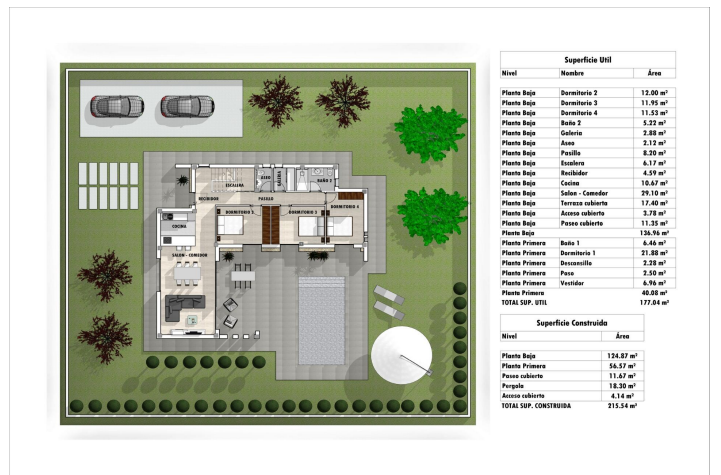 Superficie Util
Nivel Nombre Área
Planta Baja Dormitorio 2 12.00 m²
Planta Baja Dormitorio 3 11.95 m²
Planta Baja Dormitorio 4 11.53 m²
Planta Baja Baño 2 5.22 m²
Planta Baja Galeria 2.88 m²
Planta Baja Aseo 2.12 m²
Planta Baja Pasillo 8.20 m²
Planta Baja Escalera 6.17 m²
Planta Baja Recibidor 4.59 m²
Planta Baja Cocina 10.67 m²
Planta Baja Salon - Comedor 29.10 m²
Planta Baja Terraza cubierta 17.40 m²
Planta Baja Acceso cubierto 3.78 m²
Planta Baja Paseo cubierto 11.35 m²
Planta Baja 136.96 m²
Planta Primera Baño 1 6.46 m²
Planta Primera Dormitorio 1 21.88 m²
Planta Primera Descansillo 2.28 m²
Planta Primera Paso 2.50 m²
Planta Primera Vestidor 6.96 m²
Planta Primera 40.08 m²
TOTAL SUP. UTIL 177.04 m²
Superficie Construida
Nivel Área
Planta Baja 124.87 m²
Planta Primera 56.57 m²
Paseo cubierto 11.67 m²
Pergola 18.30 m²
Acceso cubierto 4.14 m²
TOTAL SUP. CONSTRUIDA 215.54 m²
ESCALERA
ASEO
GALERIA
BAÑO 2
RECIBIDOR
PASILLO
DORMITORIO 4
DORMITORIO 2
DORMITORIO 3
COCINA
SALON - COMEDOR